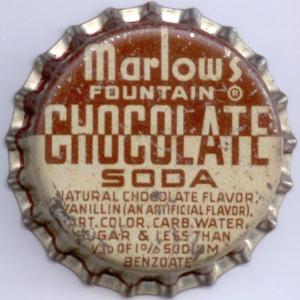 Marlows
FOUNTAIN ®
CHOCOLATE
SODA
NATURAL CHOCOLATE FLAVOR,
VANILLIN (AN ARTIFICIAL FLAVOR),
ART. COLOR, CARB. WATER,
SUGAR & LESS THAN
1/10 OF 1% SODIUM
BENZOATE